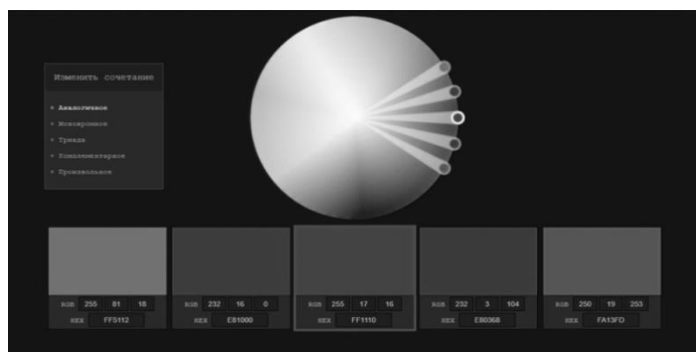 Изменить сочетание
Аналогичное
Монохромное
Триада
Комплементарное
Произвольное
RGB 255 81 18
HEX FF5112
RGB 232 16 0
HEX E81000
RGB 255 17 16
HEX FF1110
RGB 232 3 104
HEX E80368
RGB 250 19 253
HEX FA13FD